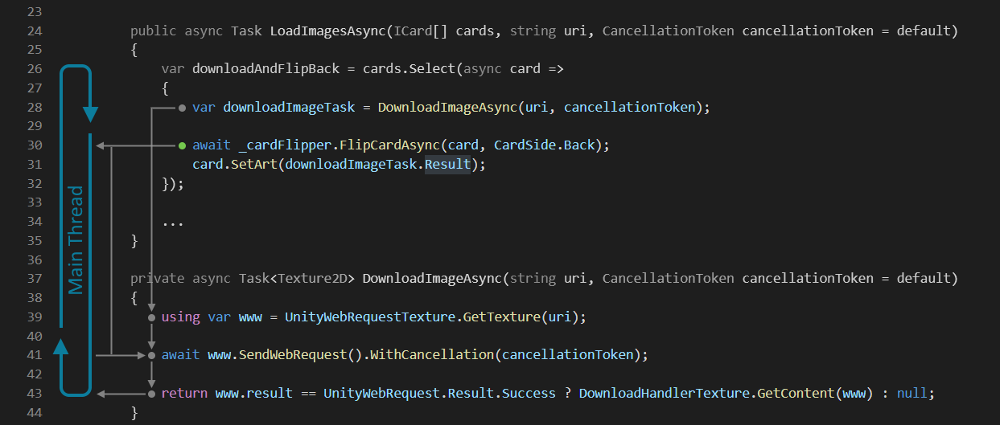 23
24 public async Task LoadImagesAsync(ICard[] cards, string uri, CancellationToken cancellationToken = default)
25 {
26 var downloadAndFlipBack = cards.Select(async card =>
27 {
28 var downloadImageTask = DownloadImageAsync(uri, cancellationToken);
29
30 await _cardFlipper.FlipCardAsync(card, CardSide.Back);
31 card.SetArt(downloadImageTask.Result);
32 });
33
34 ...
35 }
36
37 private async Task<Texture2D> DownloadImageAsync(string uri, CancellationToken cancellationToken = default)
38 {
39 using var www = UnityWebRequestTexture.GetTexture(uri);
40
41 await www.SendWebRequest().WithCancellation(cancellationToken);
42
43 return www.result == UnityWebRequest.Result.Success ? DownloadHandlerTexture.GetContent(www) : null;
44 }
Main Thread